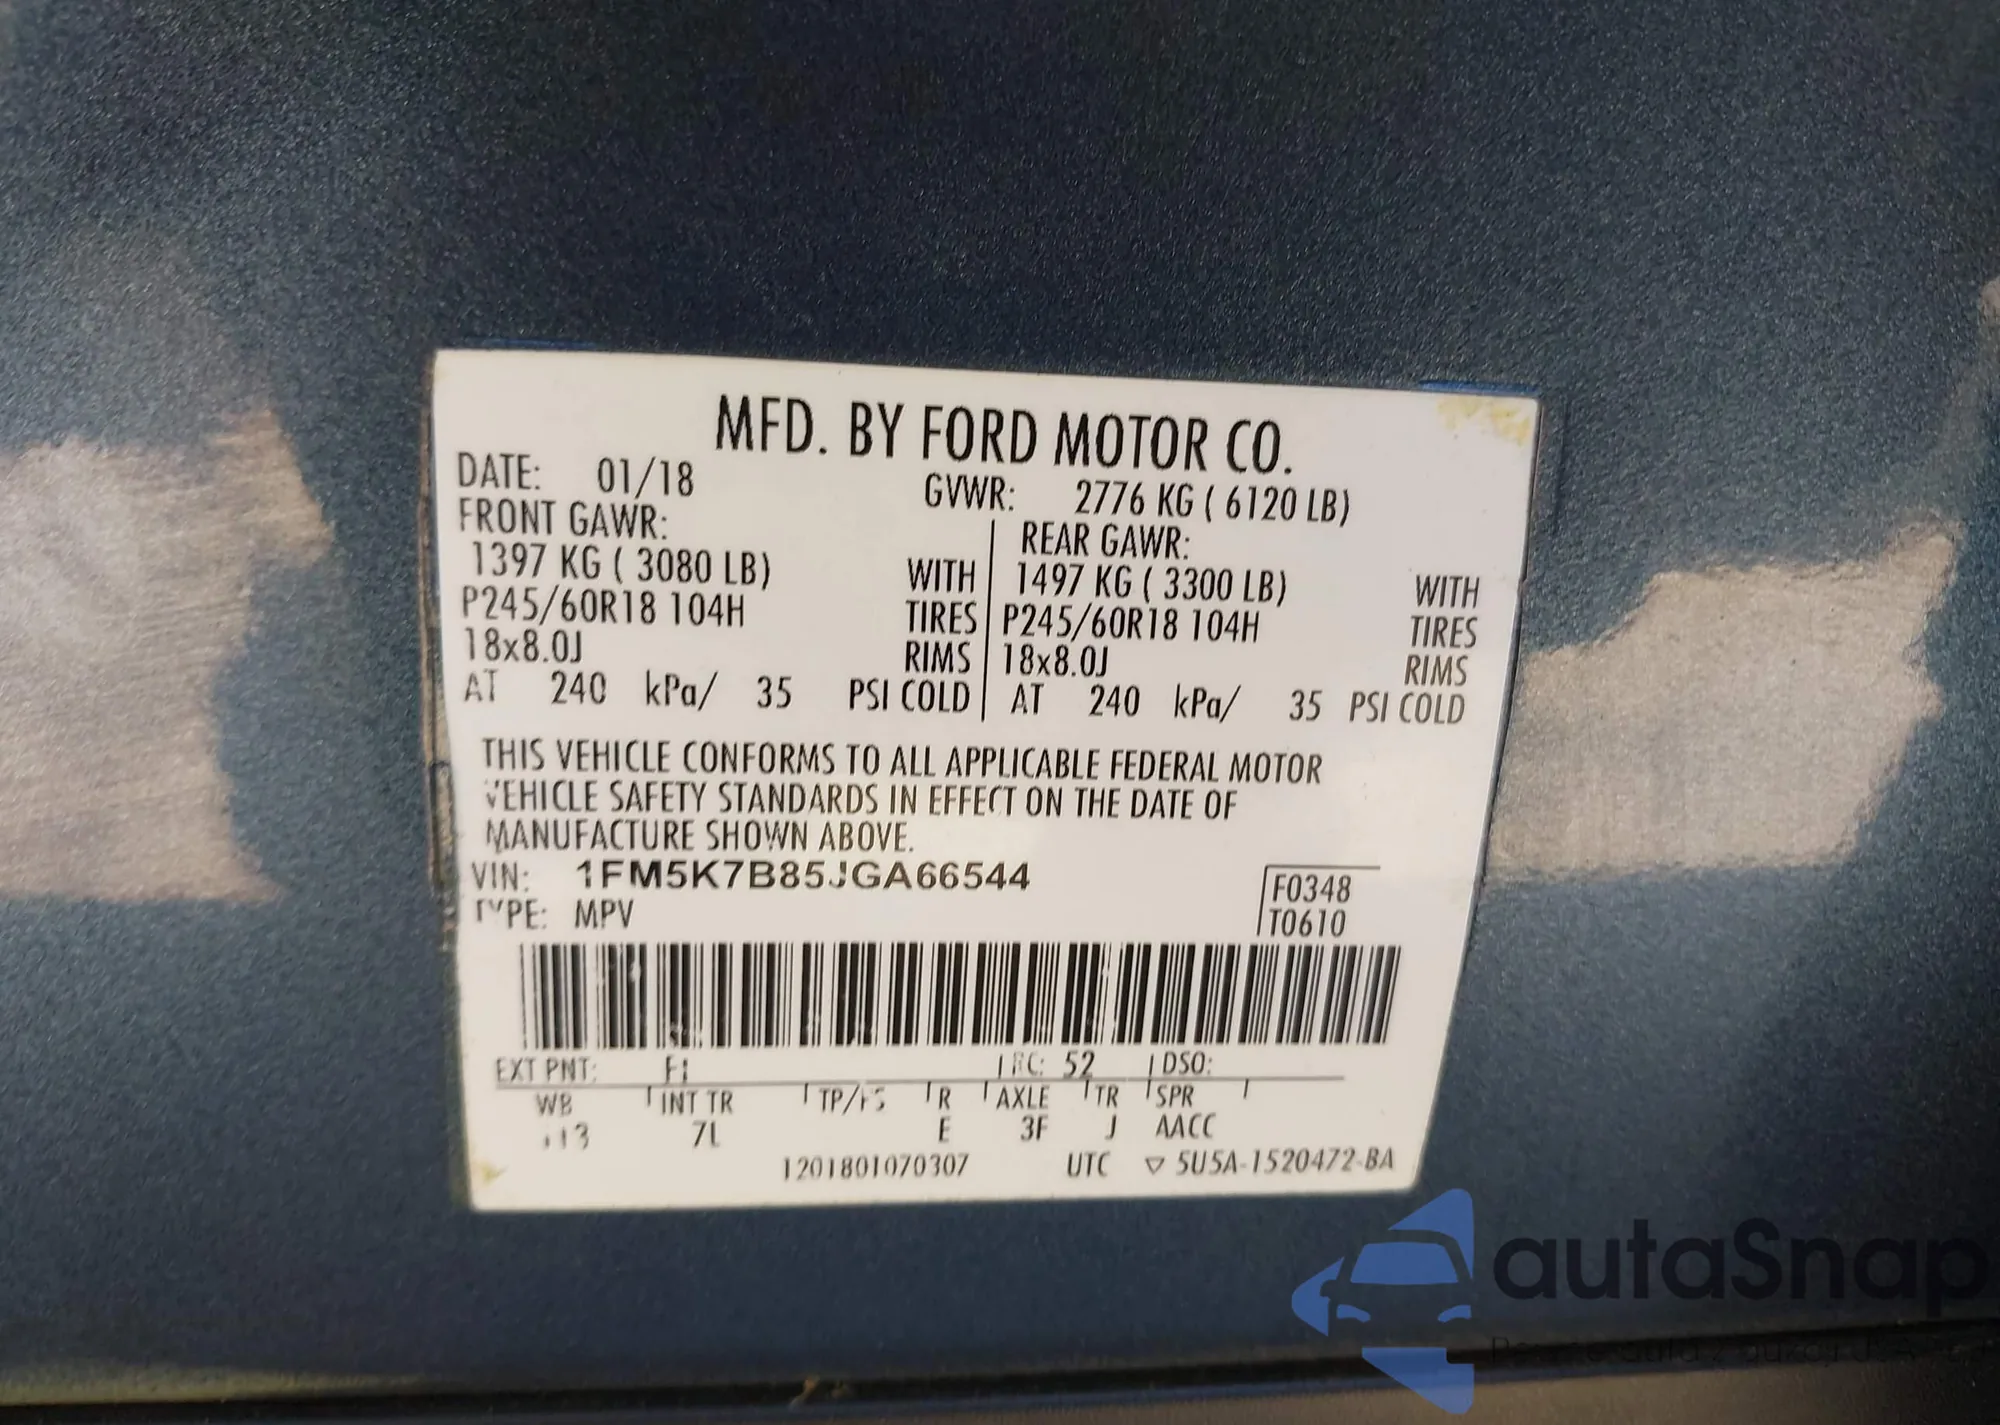 MFD. BY FORD MOTOR CO.
DATE: 01/18 GVWR: 2776 KG ( 6120 LB)
FRONT GAWR: REAR GAWR:
1397 KG ( 3080 LB) WITH 1497 KG ( 3300 LB) WITH
P245/60R18 104H TIRES P245/60R18 104H TIRES
18x8.0J RIMS 18x8.0J RIMS
AT 240 kPa/ 35 PSI COLD AT 240 kPa/ 35 PSI COLD
THIS VEHICLE CONFORMS TO ALL APPLICABLE FEDERAL MOTOR
VEHICLE SAFETY STANDARDS IN EFFECT ON THE DATE OF
MANUFACTURE SHOWN ABOVE.
VIN: 1FM5K7B85JGA66544
F0348
TYPE: MPV
T0610
EXT PNT: RC: 52 DSO:
WB INT TR TP/PS R AXLE TR SPR
113 7L E 3F J AACC
1201801070307 UTC ▽ 5U5A-1520472-BA
autaSnap